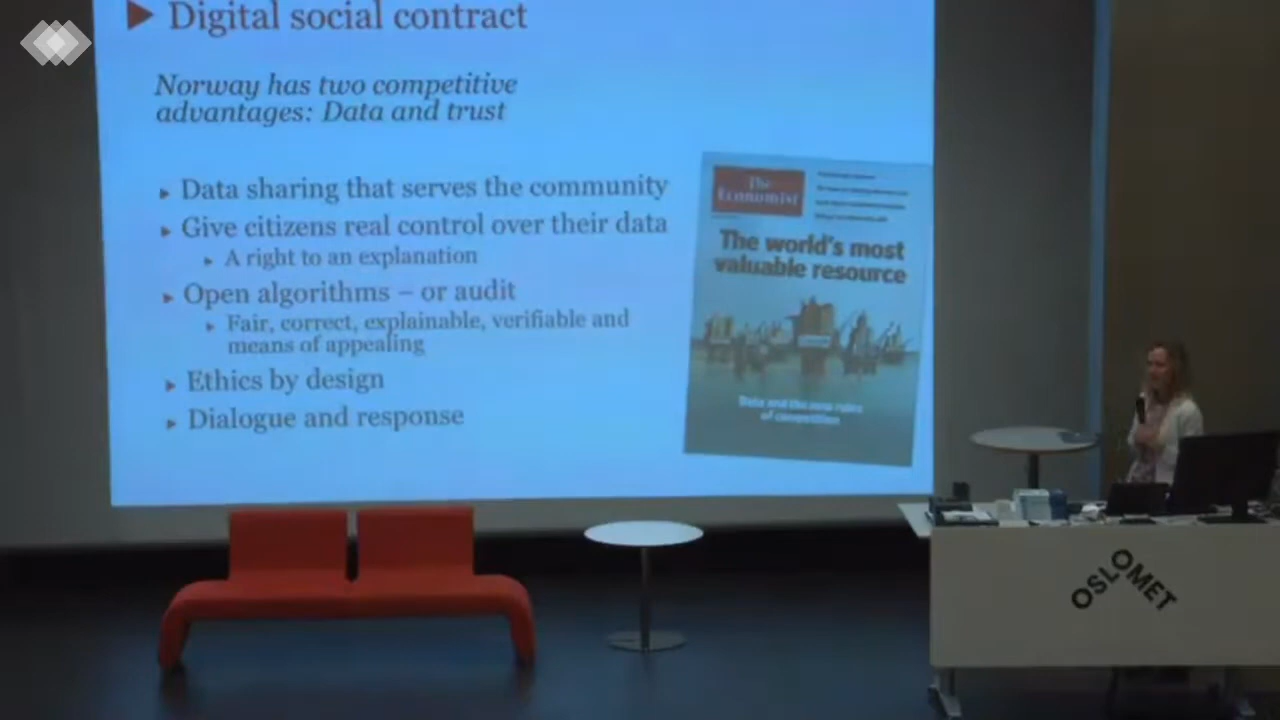 Digital social contract
Norway has two competitive
advantages: Data and trust
Data sharing that serves the community
Give citizens real control over their data
A right to an explanation
Open algorithms – or audit
Fair, correct, explainable, verifiable and
means of appealing
Ethics by design
Dialogue and response
The
Economist
The world's most
valuable resource
Data and the new rules
of competition
OSLOMET